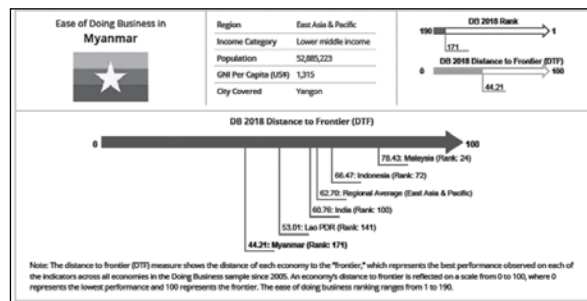 Ease of Doing Business in
Myanmar
Region East Asia & Pacific
Income Category Lower middle income
Population 52,885,223
GNI Per Capita (US$) 1,315
City Covered Yangon
DB 2018 Rank
190 1
171
DB 2018 Distance to Frontier (DTF)
0 100
44.21
DB 2018 Distance to Frontier (DTF)
0 100
78.43: Malaysia (Rank: 24)
66.47: Indonesia (Rank: 72)
62.70: Regional Average (East Asia & Pacific)
60.76: India (Rank: 100)
53.01: Lao PDR (Rank: 141)
44.21: Myanmar (Rank: 171)
Note: The distance to frontier (DTF) measure shows the distance of each economy to the "frontier," which represents the best performance observed on each of
the indicators across all economies in the Doing Business sample since 2005. An economy's distance to frontier is reflected on a scale from 0 to 100, where 0
represents the lowest performance and 100 represents the frontier. The ease of doing business ranking ranges from 1 to 190.